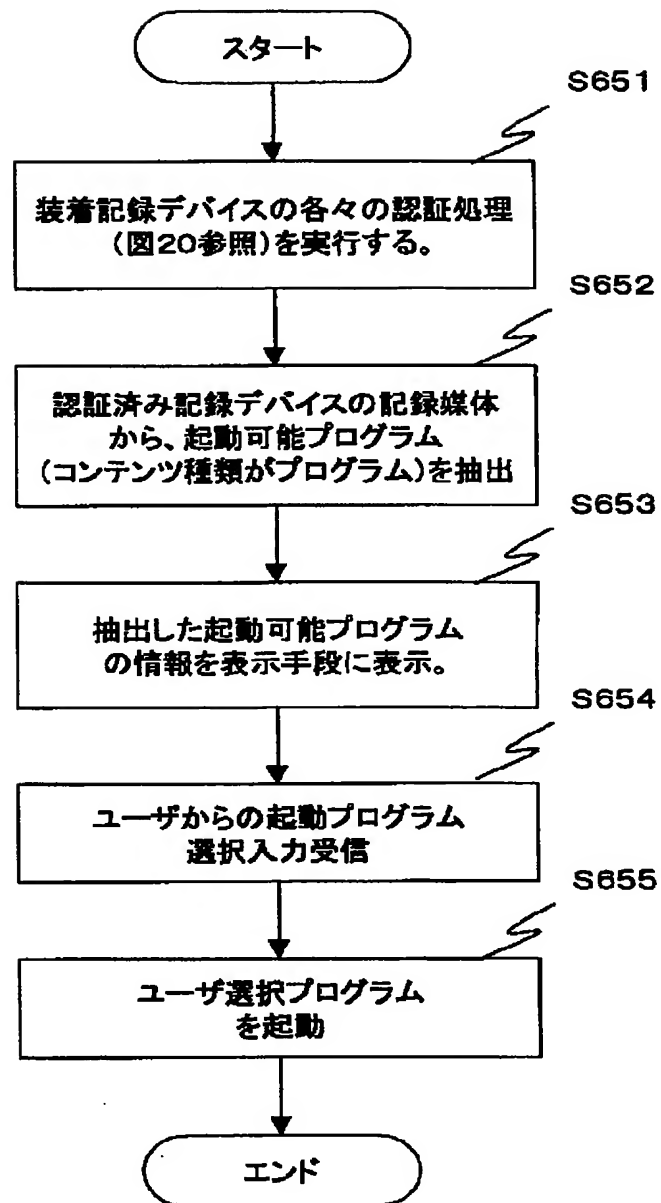 スタート
S651
装着記録デバイスの各々の認証処理
(図20参照)を実行する。
S652
認証済み記録デバイスの記録媒体
から、起動可能プログラム
(コンテンツ種類がプログラム)を抽出
S653
抽出した起動可能プログラム
の情報を表示手段に表示。
S654
ユーザからの起動プログラム
選択入力受信
S655
ユーザ選択プログラム
を起動
エンド